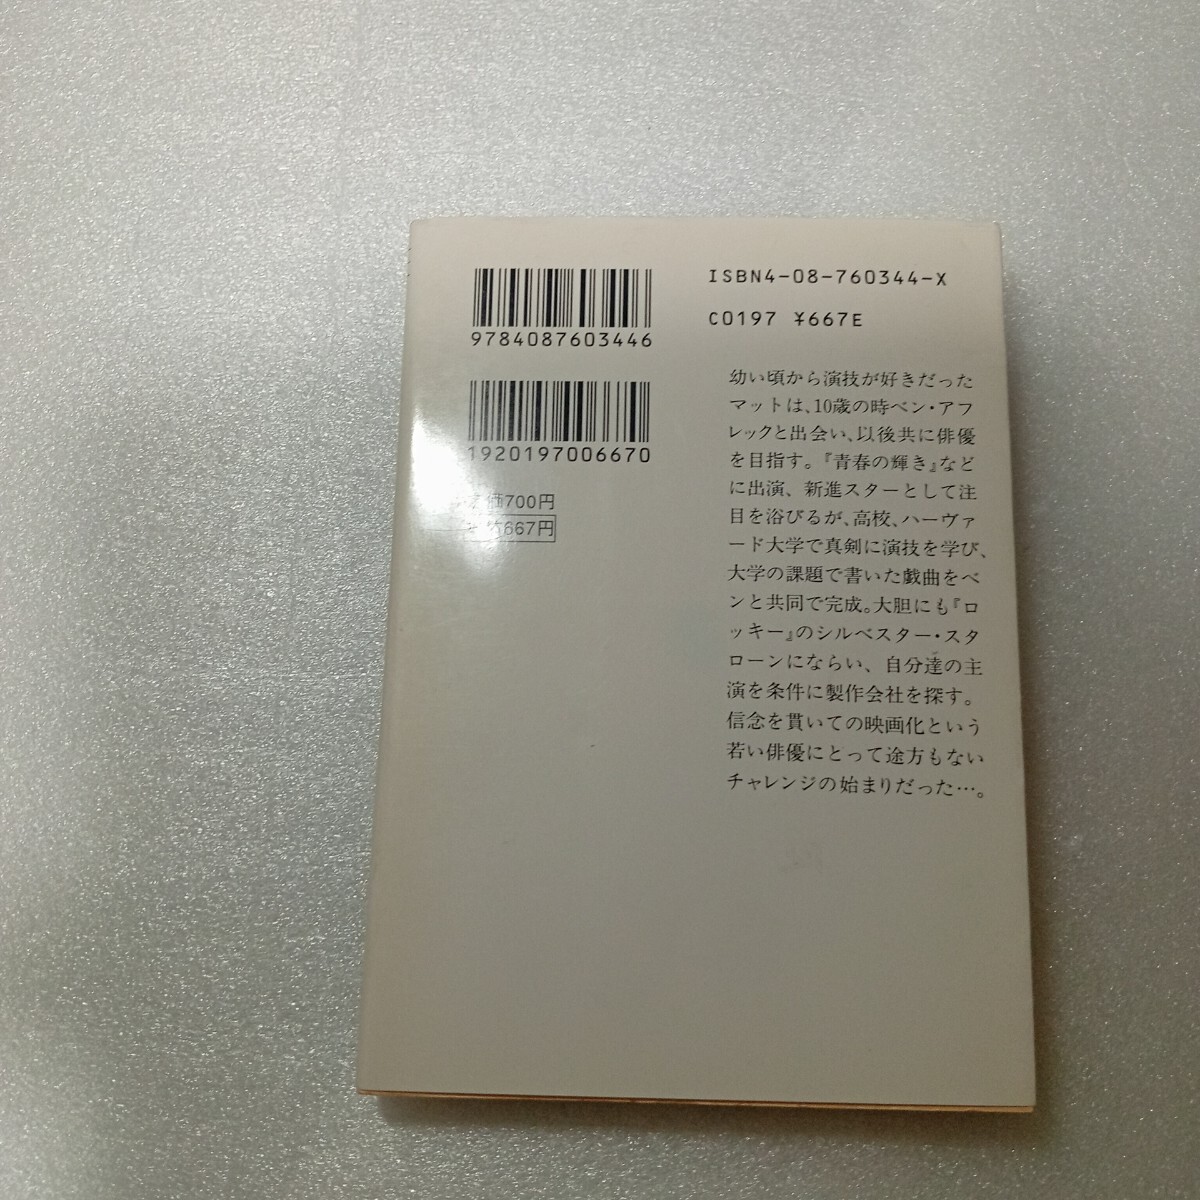 9784087603446
ISBN4-08-760344-X
C0197 ¥667E
1920197006670
価700円
667円
幼い頃から演技が好きだった
マットは、10歳の時ベン・アフ
レックと出会い、以後共に俳優
を目指す。『青春の輝き』など
に出演、新進スターとして注
目を浴びるが、高校、ハーヴァ
ード大学で真剣に演技を学び、
大学の課題で書いた戯曲をベ
ンと共同で完成。大胆にも『ロ
ッキー』のシルベスター・スタ
ローンにならい、自分達の主
演を条件に製作会社を探す。
信念を貫いての映画化という
若い俳優にとって途方もない
チャレンジの始まりだった…。